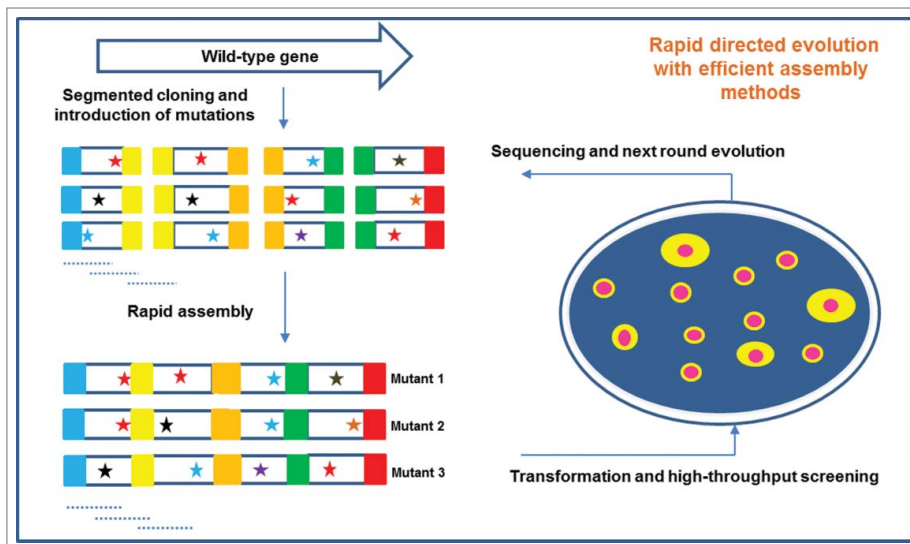 Wild-type gene
Rapid directed evolution
with efficient assembly
methods
Segmented cloning and
introduction of mutations
Sequencing and next round evolution
Rapid assembly
Mutant 1
Mutant 2
Mutant 3
Transformation and high-throughput screening